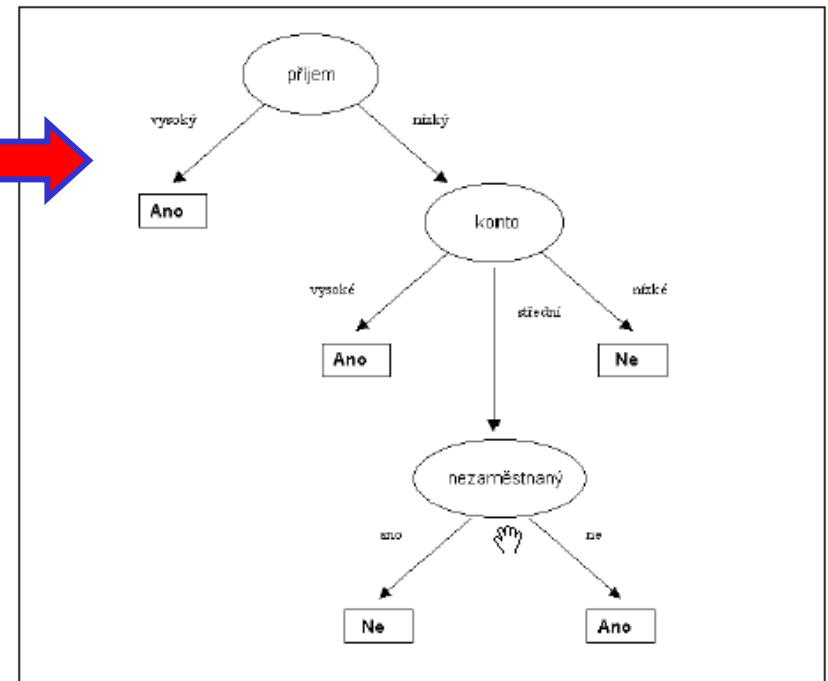 příjem
vysoký
nízký
Ano
konto
vysoké
střední
nízké
Ano
Ne
nezaměstnaný
ano
ne
Ne
Ano